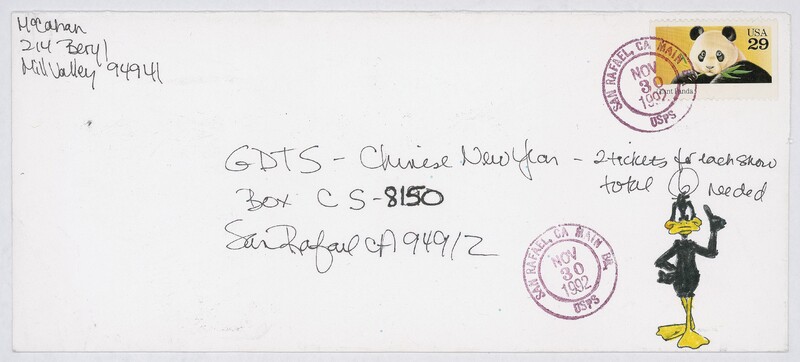 McCahan
214 Beryl
Mill Valley 94941
USA
29
Giant Panda
SAN RAFAEL, CA MAIN
NOV
30
1992
USPS
GDTS - Chinese New Year - 2 tickets for each show
total 6 needed
Box CS-8150
San Rafael CA 94912
SAN RAFAEL, CA MAIN
NOV
30
1992
USPS